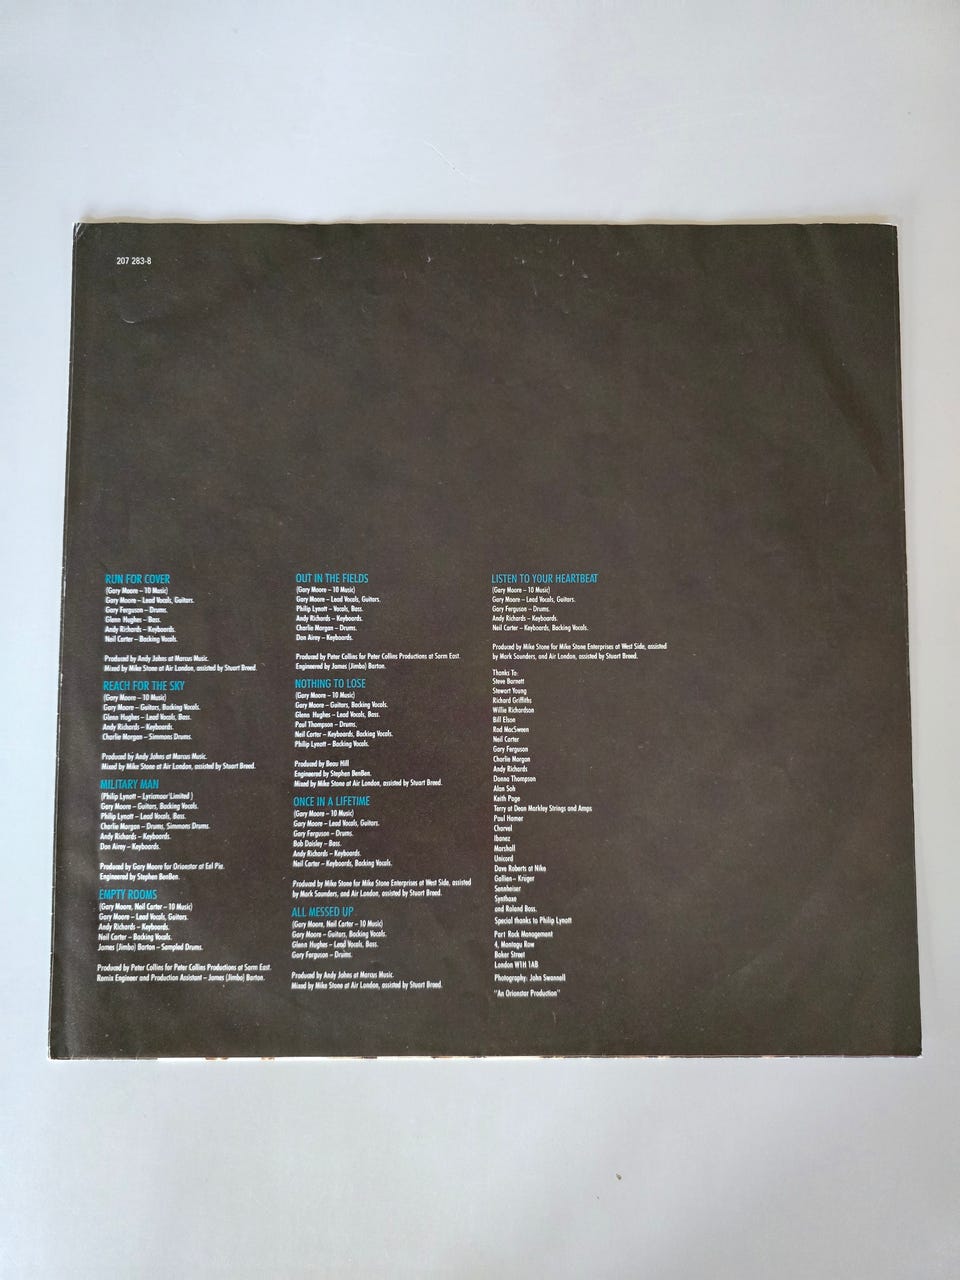 207 283-8
RUN FOR COVER
(Gary Moore – 10 Music)
Gary Moore – Lead Vocals, Guitars.
Gary Ferguson – Drums.
Glenn Hughes – Bass.
Andy Richards – Keyboards.
Neil Carter – Backing Vocals.
Produced by Andy Johns at Marcus Music.
Mixed by Mike Stone at Air London, assisted by Stuart Breed.
REACH FOR THE SKY
(Gary Moore – 10 Music)
Gary Moore – Guitars, Backing Vocals.
Glenn Hughes – Lead Vocals, Bass.
Andy Richards – Keyboards.
Charlie Morgan – Simmons Drums.
Produced by Andy Johns at Marcus Music.
Mixed by Mike Stone at Air London, assisted by Stuart Breed.
MILITARY MAN
(Philip Lynott – Lyricmoor Limited )
Gary Moore – Guitars, Backing Vocals.
Philip Lynott – Lead Vocals, Bass.
Charlie Morgan – Drums, Simmons Drums.
Andy Richards – Keyboards.
Don Airey – Keyboards.
Produced by Gary Moore for Orionstar at Eel Pie.
Engineered by Stephen BenBen.
EMPTY ROOMS
(Gary Moore, Neil Carter – 10 Music)
Gary Moore – Lead Vocals, Guitars.
Andy Richards – Keyboards.
Neil Carter – Backing Vocals.
James (Jimbo) Barton – Sampled Drums.
Produced by Peter Collins for Peter Collins Productions at Sarm East.
Remix Engineer and Production Assistant – James (Jimbo) Barton.
OUT IN THE FIELDS
(Gary Moore – 10 Music)
Gary Moore – Lead Vocals, Guitars.
Philip Lynott – Vocals, Bass.
Andy Richards – Keyboards.
Charlie Morgan – Drums.
Don Airey – Keyboards.
Produced by Peter Collins for Peter Collins Productions at Sarm East.
Engineered by James (Jimbo) Barton.
NOTHING TO LOSE
(Gary Moore – 10 Music)
Gary Moore – Guitars, Backing Vocals.
Glenn Hughes – Lead Vocals, Bass.
Paul Thompson – Drums.
Neil Carter – Keyboards, Backing Vocals.
Philip Lynott – Backing Vocals.
Produced by Beau Hill
Engineered by Stephen BenBen.
Mixed by Mike Stone at Air London, assisted by Stuart Breed.
ONCE IN A LIFETIME
(Gary Moore – 10 Music)
Gary Moore – Lead Vocals, Guitars.
Gary Ferguson – Drums.
Bob Daisley – Bass.
Andy Richards – Keyboards.
Neil Carter – Keyboards, Backing Vocals.
Produced by Mike Stone for Mike Stone Enterprises at West Side, assisted
by Mark Saunders, and Air London, assisted by Stuart Breed.
ALL MESSED UP
(Gary Moore, Neil Carter – 10 Music)
Gary Moore – Guitars, Backing Vocals.
Glenn Hughes – Lead Vocals, Bass.
Gary Ferguson – Drums.
Produced by Andy Johns at Marcus Music.
Mixed by Mike Stone at Air London, assisted by Stuart Breed.
LISTEN TO YOUR HEARTBEAT
(Gary Moore – 10 Music)
Gary Moore – Lead Vocals, Guitars.
Gary Ferguson – Drums.
Andy Richards – Keyboards.
Neil Carter – Keyboards, Backing Vocals.
Produced by Mike Stone for Mike Stone Enterprises at West Side, assisted
by Mark Saunders, and Air London, assisted by Stuart Breed.
Thanks To:
Steve Barnett
Stewart Young
Richard Griffiths
Willie Richardson
Bill Elson
Rod MacSween
Neil Carter
Gary Ferguson
Charlie Morgan
Andy Richards
Donna Thompson
Alan Soh
Keith Page
Terry at Dean Markley Strings and Amps
Paul Hamer
Charvel
Ibanez
Marshall
Unicord
Dave Roberts at Nike
Gallien– Krüger
Sennheiser
Synthaxe
and Roland Boss.
Special thanks to Philip Lynott
Part Rock Management
4, Montagu Row
Baker Street
London W1H 1AB
Photography: John Swannell
"An Orionstar Production"